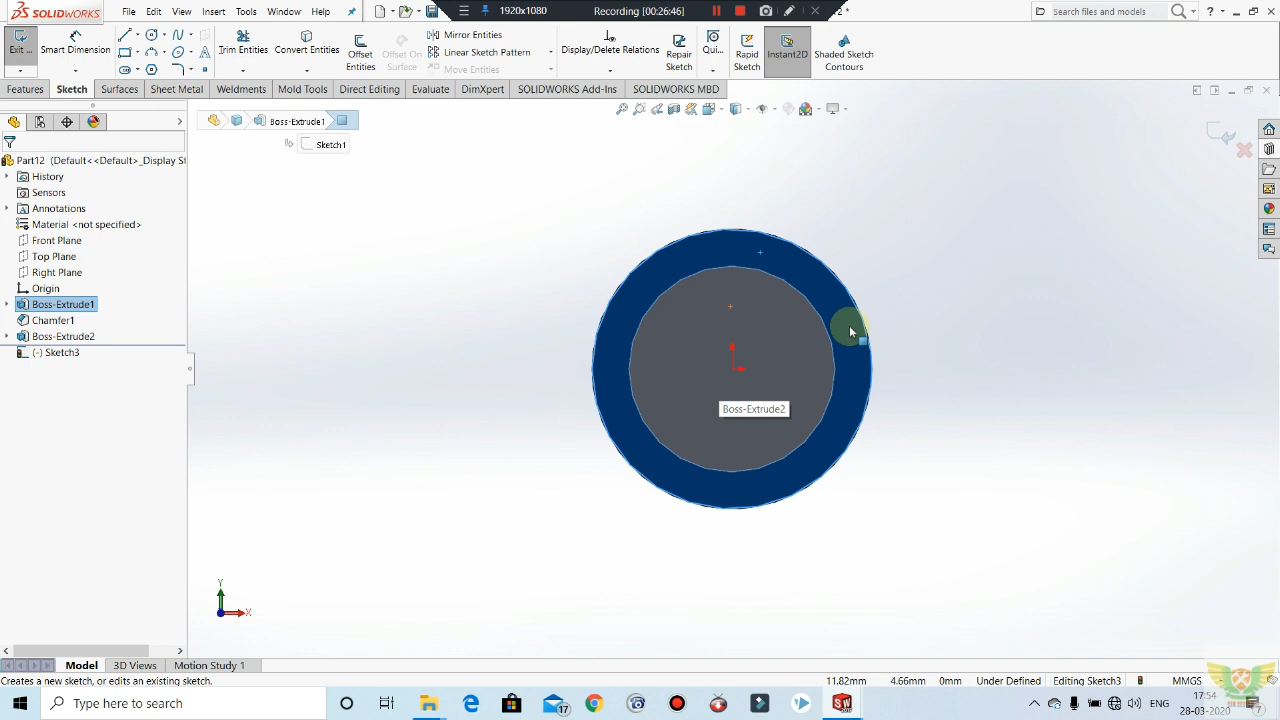 SOLIDWORKS File Edit View Insert Tools Window Help
1920x1080 Recording [00:26:46]
Search files and models
Exit ... Smart Dimension Trim Entities Convert Entities Offset Entities Offset On Surface Mirror Entities Linear Sketch Pattern Move Entities Display/Delete Relations Repair Sketch Qui... Rapid Sketch Instant2D Shaded Sketch Contours
Features Sketch Surfaces Sheet Metal Weldments Mold Tools Direct Editing Evaluate DimXpert SOLIDWORKS Add-Ins SOLIDWORKS MBD
Boss-Extrude1
Sketch1
Part12 (Default<<Default>_Display St
History
Sensors
Annotations
Material <not specified>
Front Plane
Top Plane
Right Plane
Origin
Boss-Extrude1
Chamfer1
Boss-Extrude2
(-) Sketch3
Boss-Extrude2
Y
X
Model 3D Views Motion Study 1
Creates a new sketch, or edits an existing sketch. 11.82mm 4.66mm 0mm Under Defined Editing Sketch3 MMGS
Type here to search 17 ENG 17:54
28-03-2020 7